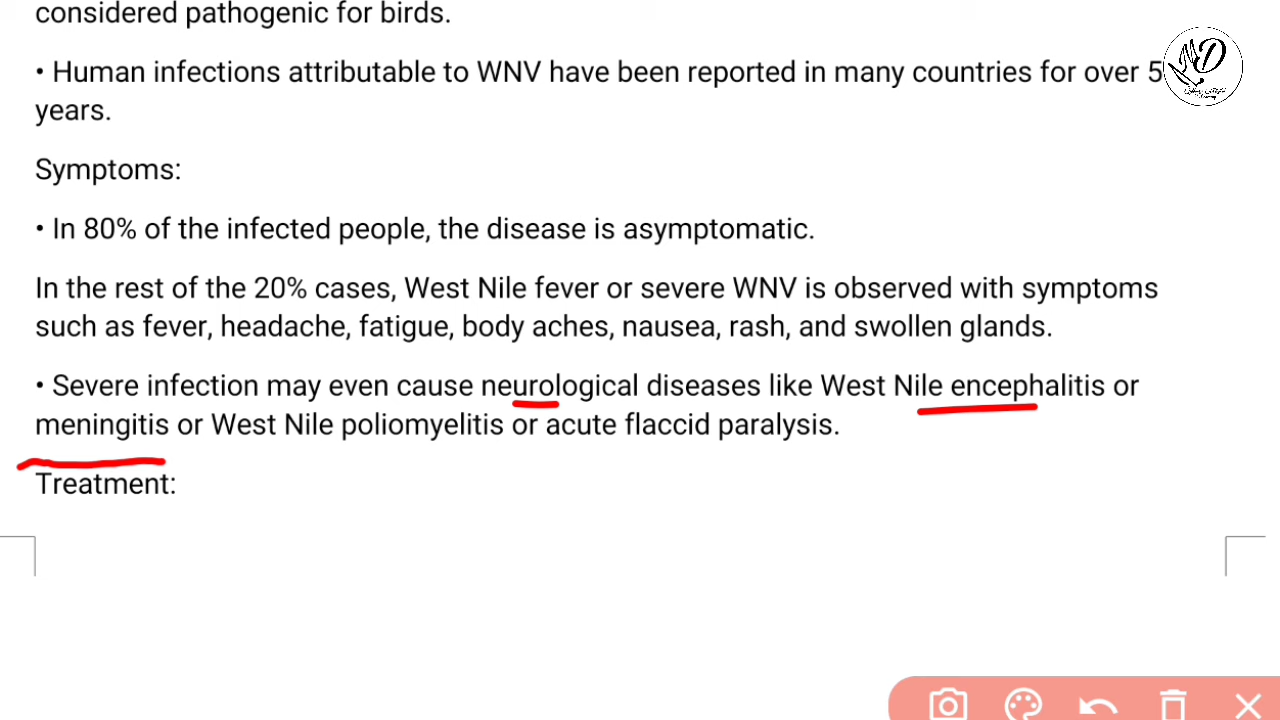 considered pathogenic for birds.
• Human infections attributable to WNV have been reported in many countries for over 5
years.
Symptoms:
• In 80% of the infected people, the disease is asymptomatic.
In the rest of the 20% cases, West Nile fever or severe WNV is observed with symptoms
such as fever, headache, fatigue, body aches, nausea, rash, and swollen glands.
• Severe infection may even cause neurological diseases like West Nile encephalitis or
meningitis or West Nile poliomyelitis or acute flaccid paralysis.
Treatment: